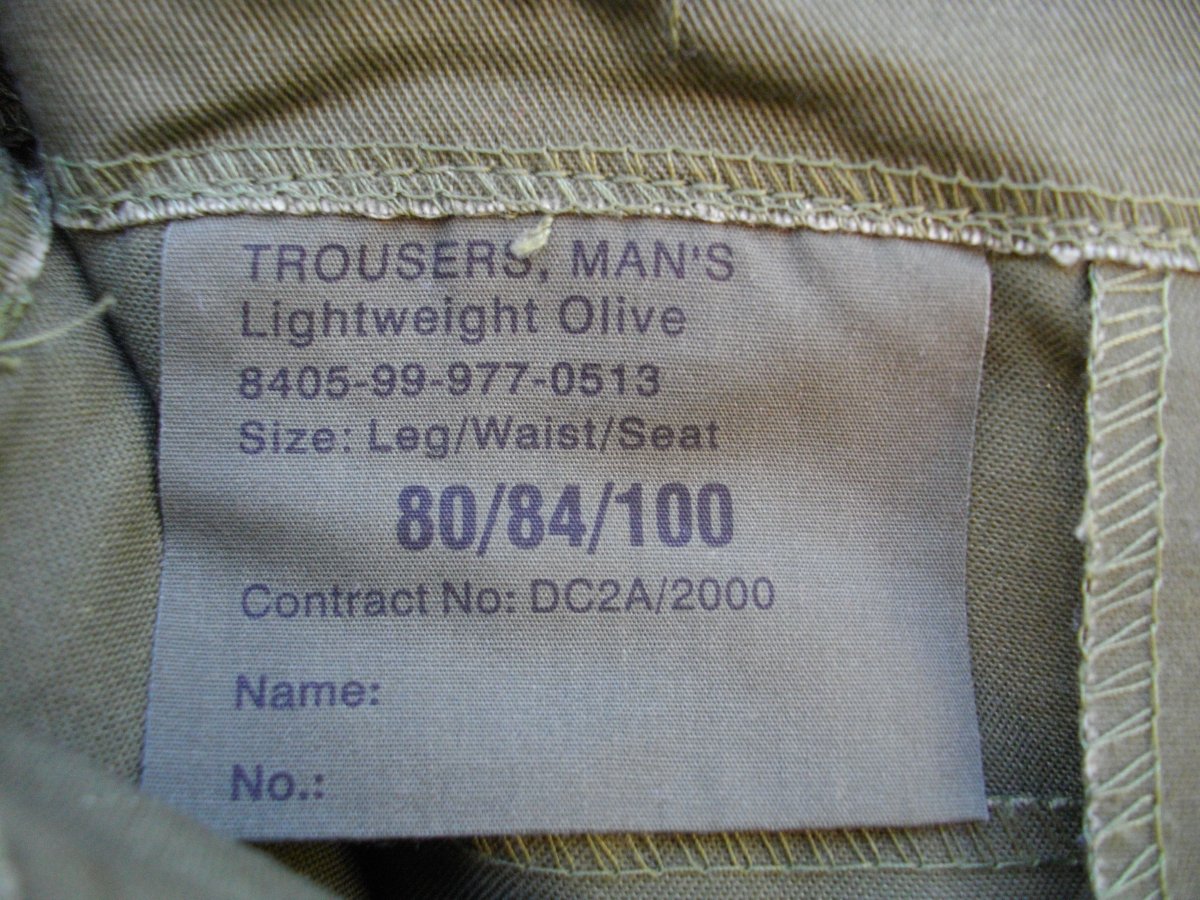 TROUSERS, MAN'S
Lightweight Olive
8405-99-977-0513
Size: Leg/Waist/Seat
80/84/100
Contract No: DC2A/2000
Name:
No.: